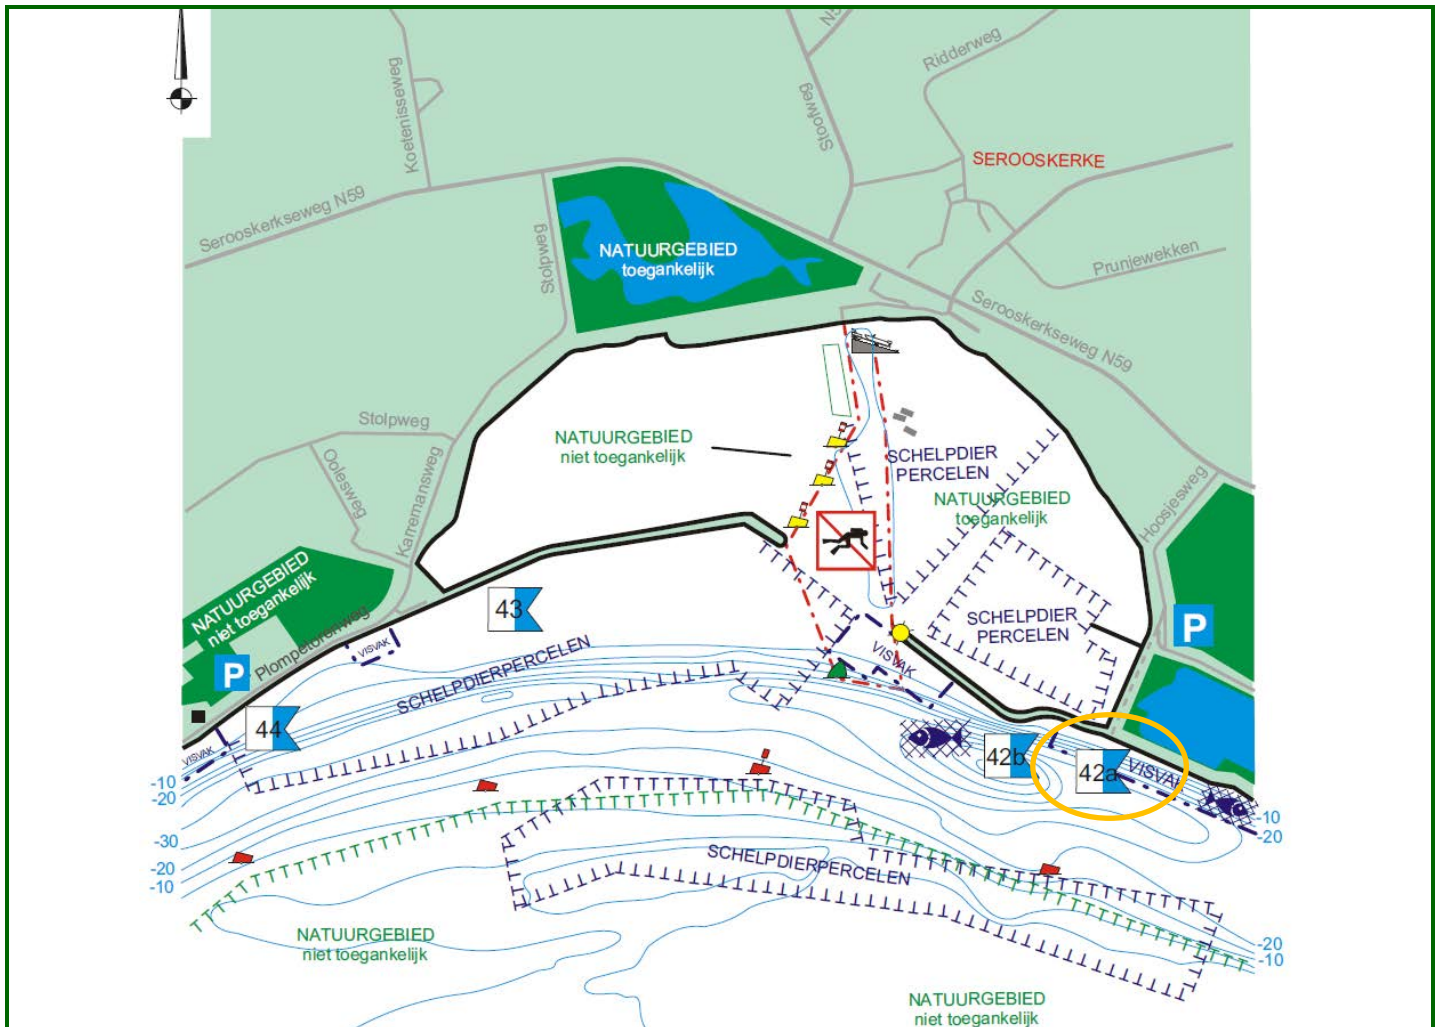 N5
Ridderweg
Koetenisseweg
Stoofweg
SEROOSKERKE
Serooskerkseweg N59
Stolpweg
NATUURGEBIED
toegankelijk
Prunjewekken
Serooskerkseweg N59
Stolpweg
NATUURGEBIED
niet toegankelijk
SCHELPDIER
PERCELEN
NATUURGEBIED
toegankelijk
Oolesweg
Karremansweg
Hoosjesweg
NATUURGEBIED
niet toegankelijk
43
SCHELPDIER
PERCELEN
P
Plompetorenweg
VISVAK
VISVAK
P
SCHELPDIERPERCELEN
44
VISVAK
42b
42a
VISVAK
-10
-20
-10
-20
-30
-20
-10
SCHELPDIERPERCELEN
NATUURGEBIED
niet toegankelijk
-20
-10
NATUURGEBIED
niet toegankelijk